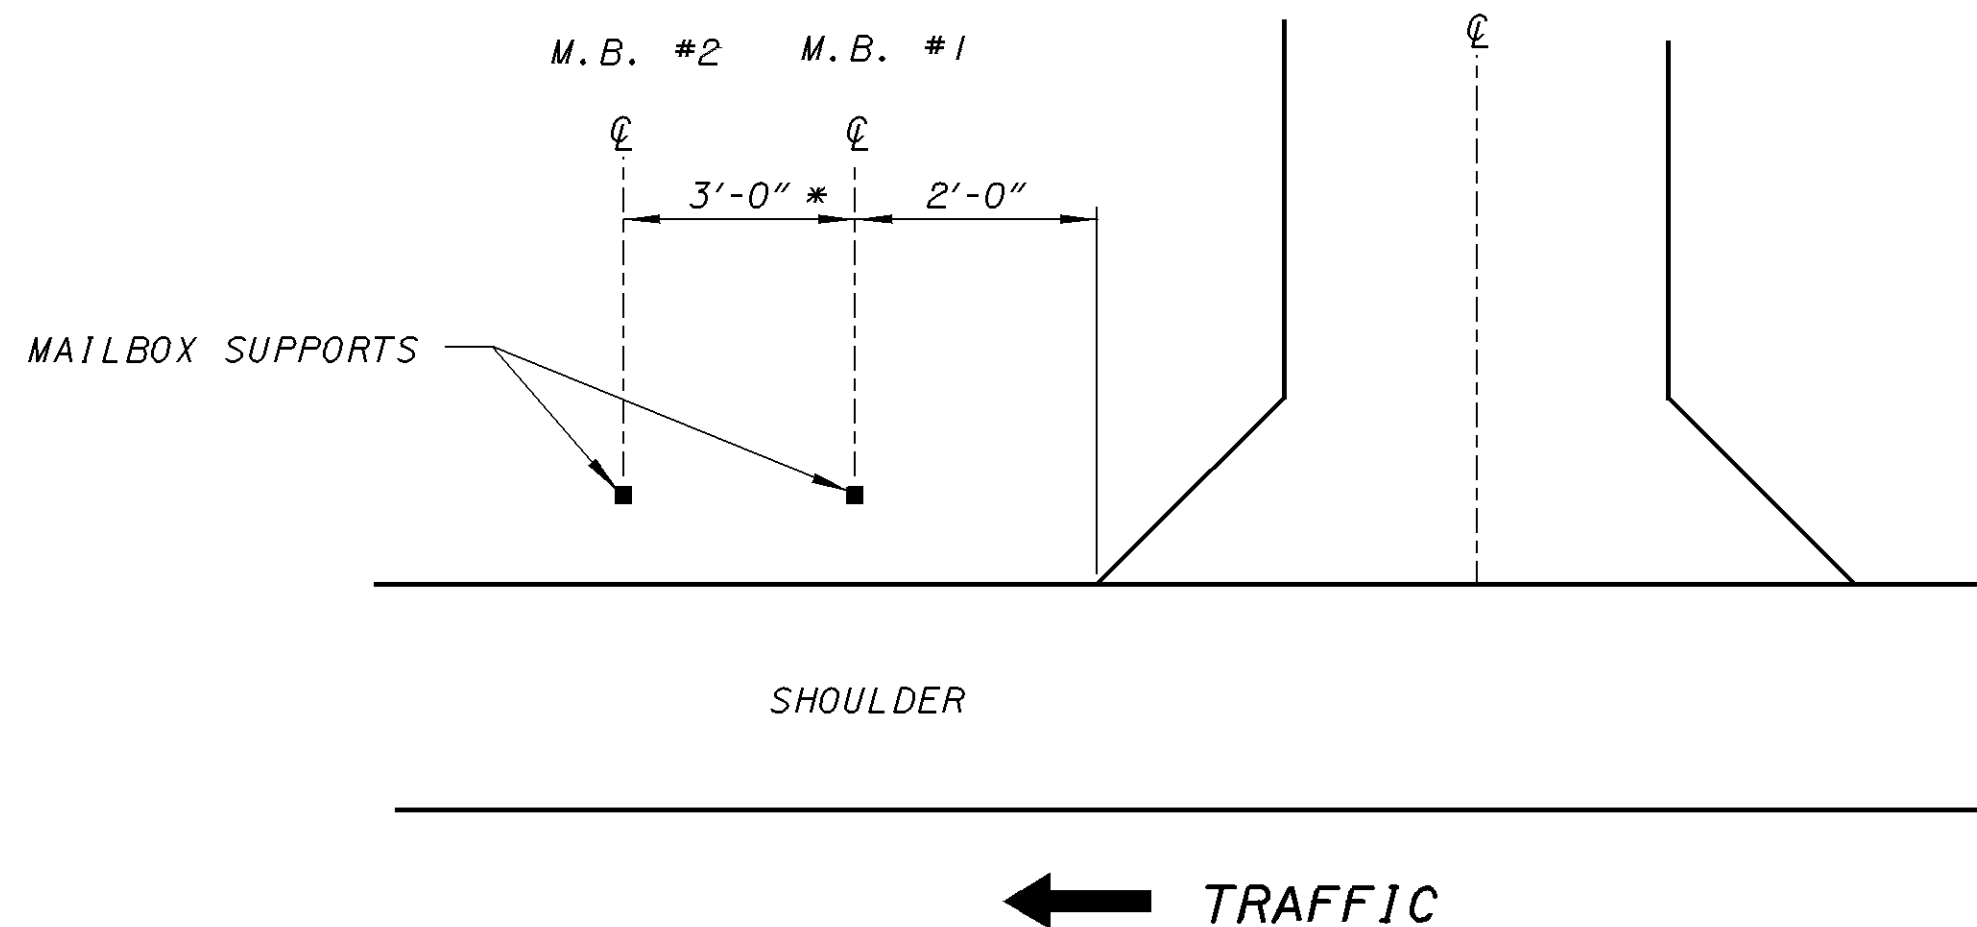 M.B. #2 M.B. #1
℄
℄ ℄
3'-0" * 2'-0"
MAILBOX SUPPORTS
SHOULDER
TRAFFIC